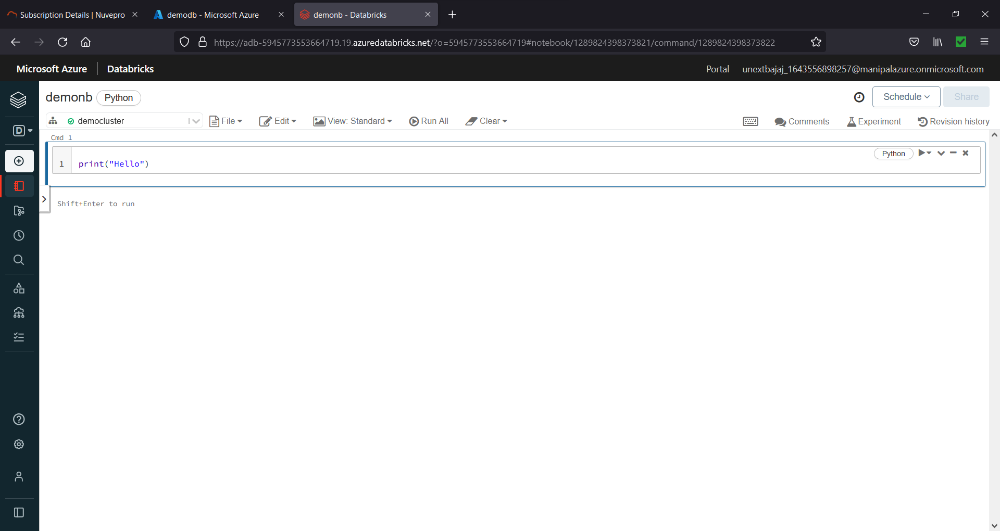 Subscription Details | Nuvepro
demodb - Microsoft Azure
demonb - Databricks
https://adb-5945773553664719.19.azuredatabricks.net/?o=5945773553664719#notebook/1289824398373821/command/1289824398373822
Microsoft Azure | Databricks
Portal
unextbajaj_1643556898257@manipalazure.onmicrosoft.com
demonb
Python
Schedule
Share
D
democluster
File
Edit
View: Standard
Run All
Clear
Comments
Experiment
Revision history
Cmd 1
Python
1 print("Hello")
Shift+Enter to run